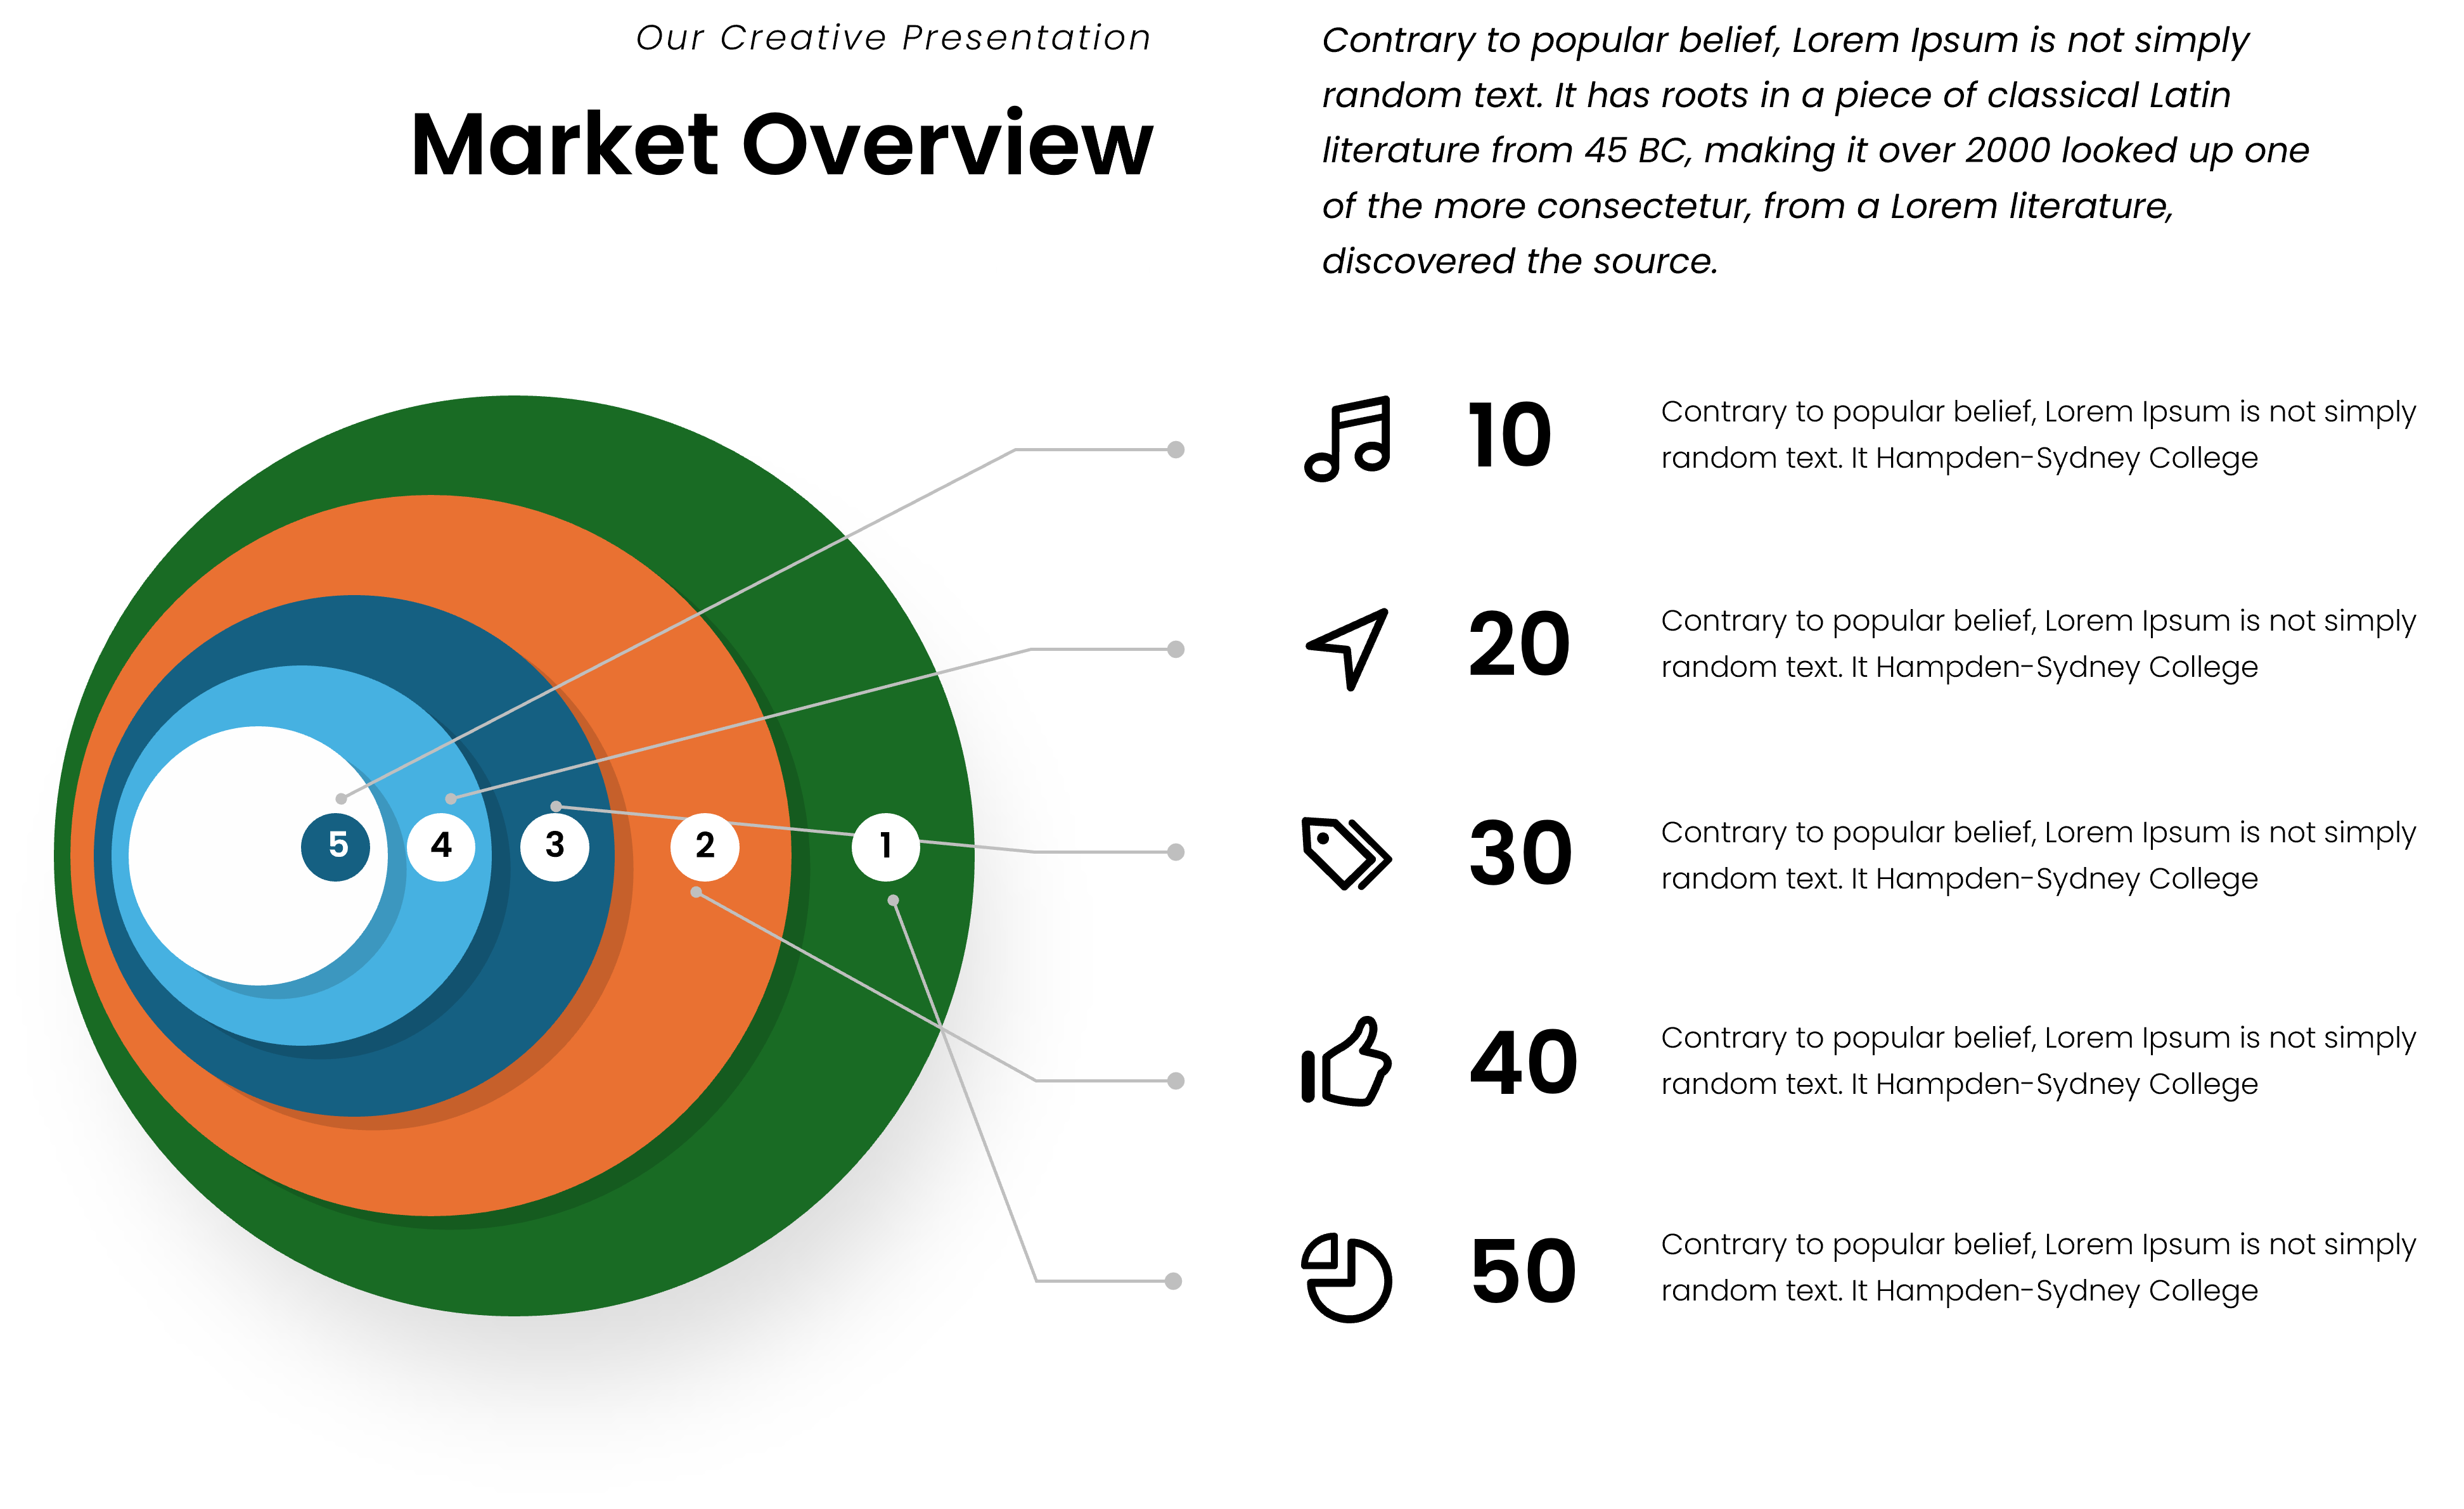 Our Creative Presentation
Market Overview
Contrary to popular belief, Lorem Ipsum is not simply
random text. It has roots in a piece of classical Latin
literature from 45 BC, making it over 2000 looked up one
of the more consectetur, from a Lorem literature,
discovered the source.
5 4 3 2 1
10
Contrary to popular belief, Lorem Ipsum is not simply
random text. It Hampden-Sydney College
20
Contrary to popular belief, Lorem Ipsum is not simply
random text. It Hampden-Sydney College
30
Contrary to popular belief, Lorem Ipsum is not simply
random text. It Hampden-Sydney College
40
Contrary to popular belief, Lorem Ipsum is not simply
random text. It Hampden-Sydney College
50
Contrary to popular belief, Lorem Ipsum is not simply
random text. It Hampden-Sydney College